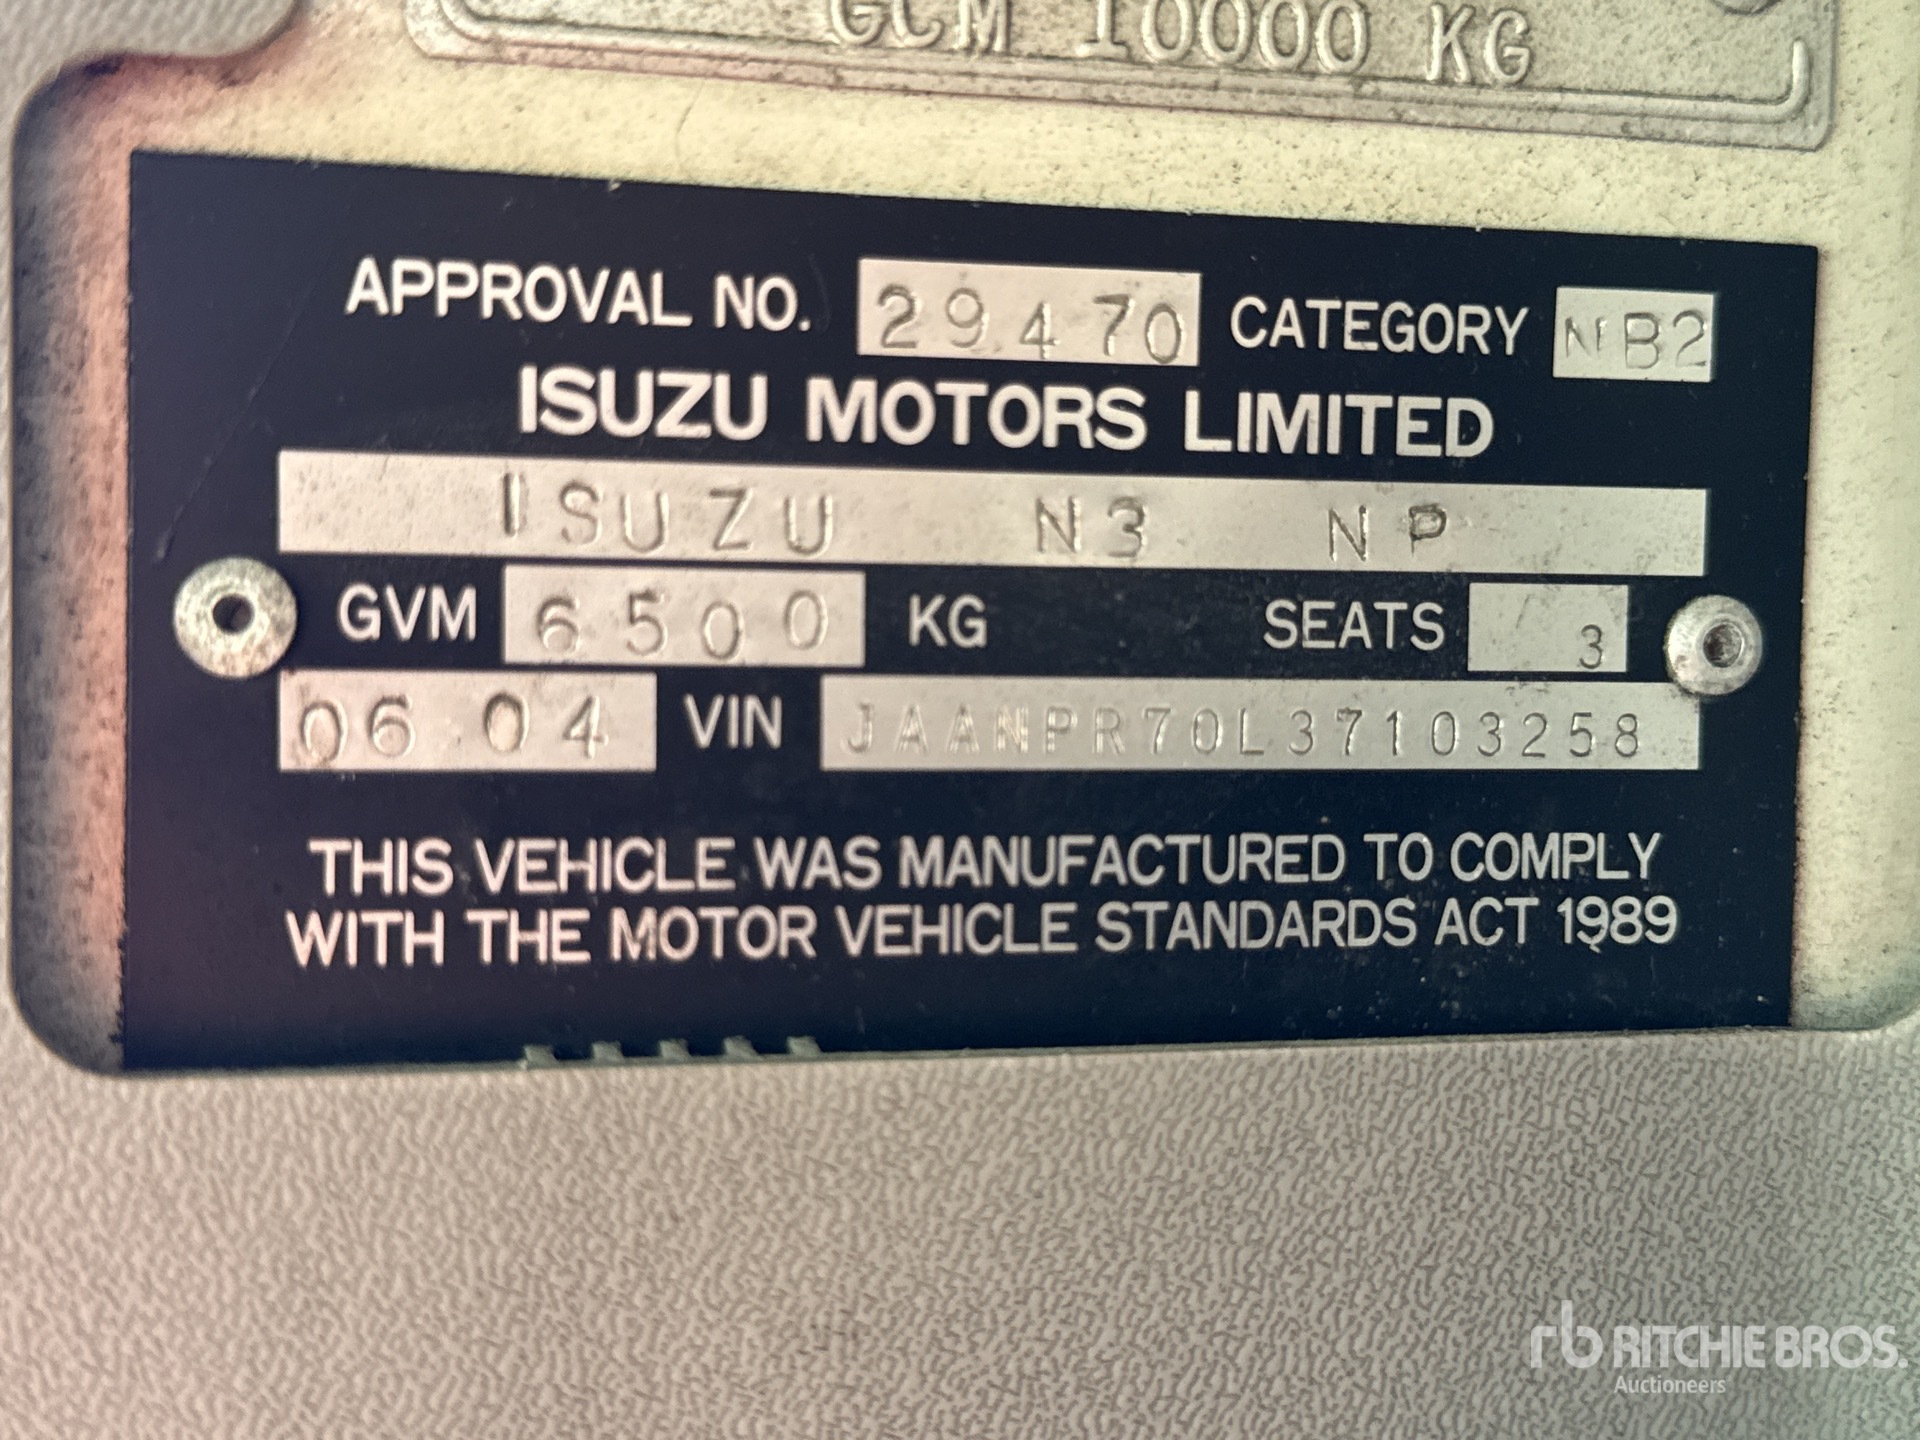 GCM 10000 KG
APPROVAL NO. 29470 CATEGORY NB2
ISUZU MOTORS LIMITED
ISUZU N3 NP
GVM 6500 KG SEATS 3
06 04 VIN JAANPR70L37103258
THIS VEHICLE WAS MANUFACTURED TO COMPLY
WITH THE MOTOR VEHICLE STANDARDS ACT 1989
rb RITCHIE BROS.
Auctioneers